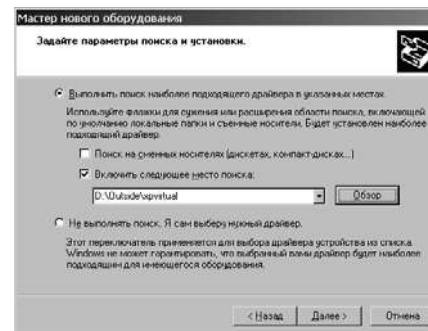 Мастер нового оборудования
Задайте параметры поиска и установки.
Выполнить поиск наиболее подходящего драйвера в указанных местах.
Используйте флажки для сужения или расширения области поиска, включающей
по умолчанию локальные папки и съемные носители. Будет установлен наиболее
подходящий драйвер.
Поиск на сменных носителях (дискетах, компакт-дисках...)
Включить следующее место поиска:
D:\Outside\xpvirtual
Обзор
Не выполнять поиск. Я сам выберу нужный драйвер.
Этот переключатель применяется для выбора драйвера устройства из списка.
Windows не может гарантировать, что выбранный вами драйвер будет наиболее
подходящим для имеющегося оборудования.
< Назад
Далее >
Отмена